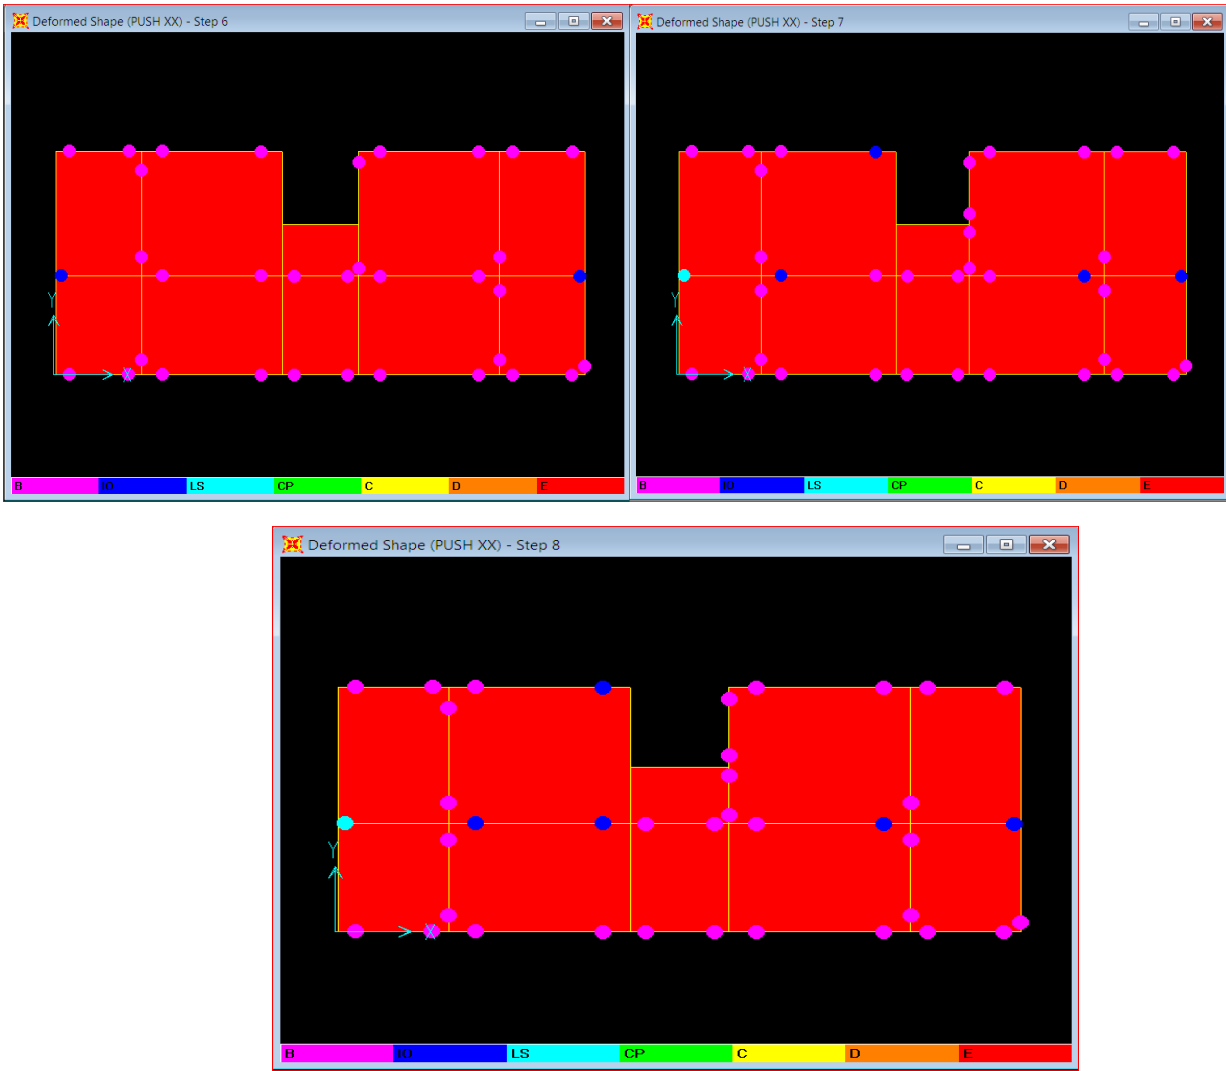 Deformed Shape (PUSH XX) - Step 6
Y
X
B IO LS CP C D E
Deformed Shape (PUSH XX) - Step 7
Y
X
B IO LS CP C D E
Deformed Shape (PUSH XX) - Step 8
Y
X
B IO LS CP C D E